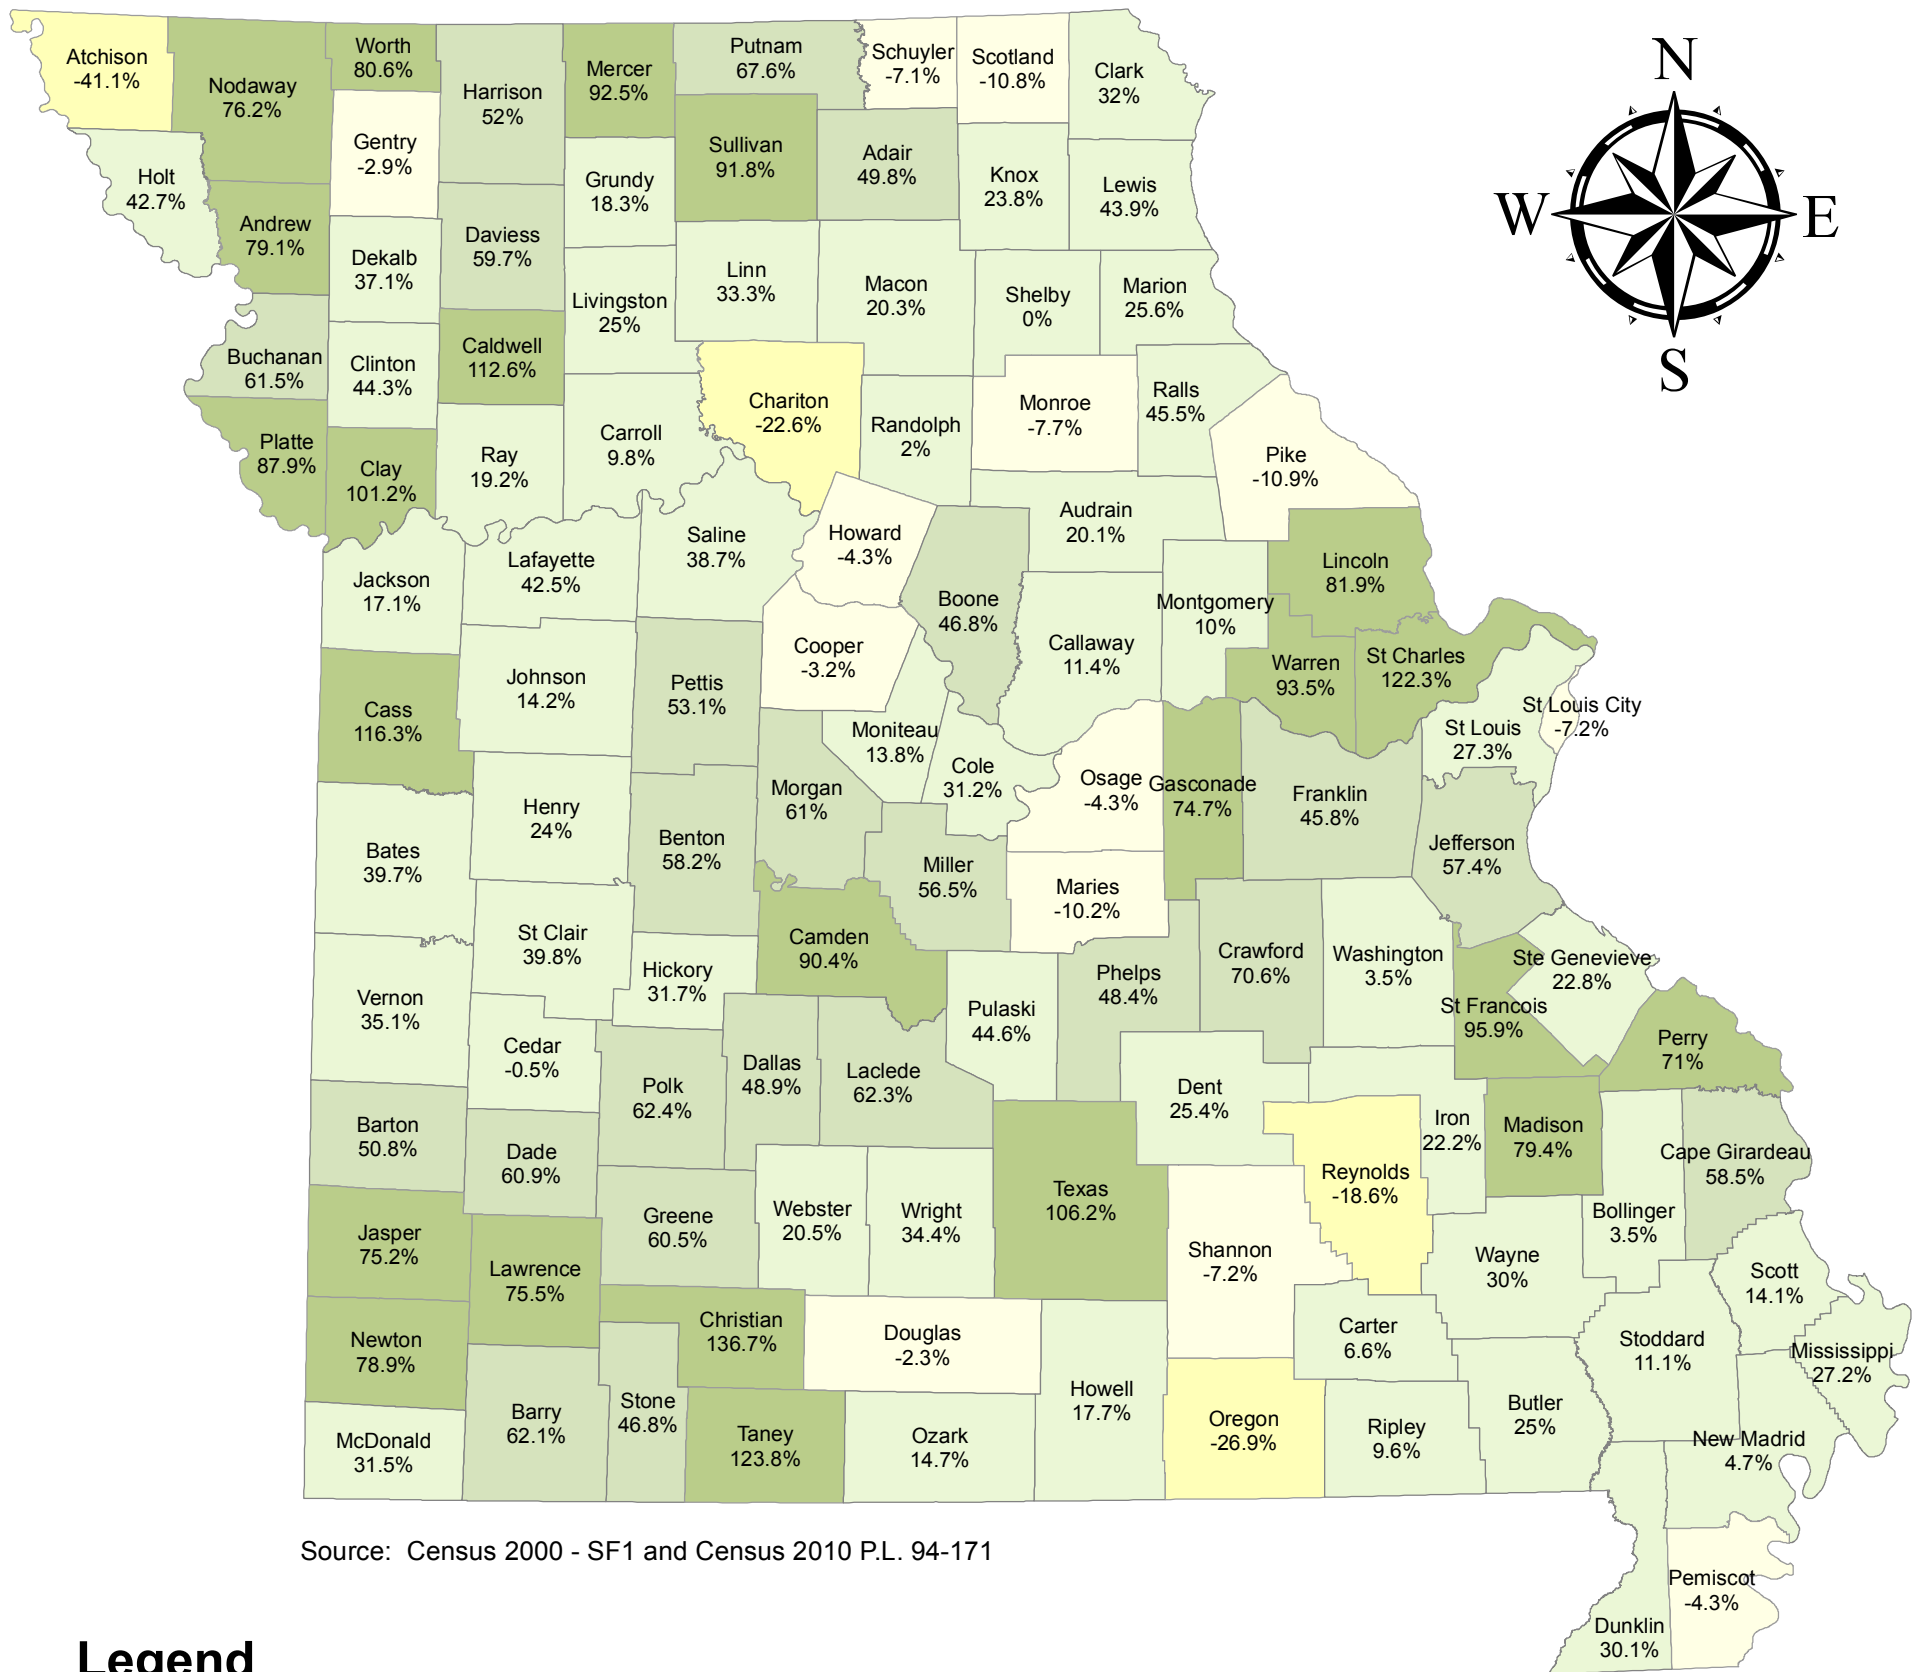 N
W
E
S
Atchison
-41.1%
Nodaway
76.2%
Worth
80.6%
Gentry
-2.9%
Harrison
52%
Mercer
92.5%
Putnam
67.6%
Schuyler
-7.1%
Scotland
-10.8%
Clark
32%
Holt
42.7%
Andrew
79.1%
Dekalb
37.1%
Daviess
59.7%
Grundy
18.3%
Sullivan
91.8%
Adair
49.8%
Knox
23.8%
Lewis
43.9%
Buchanan
61.5%
Clinton
44.3%
Caldwell
112.6%
Livingston
25%
Linn
33.3%
Macon
20.3%
Shelby
0%
Marion
25.6%
Platte
87.9%
Clay
101.2%
Ray
19.2%
Carroll
9.8%
Chariton
-22.6%
Randolph
2%
Monroe
-7.7%
Ralls
45.5%
Pike
-10.9%
Jackson
17.1%
Lafayette
42.5%
Saline
38.7%
Howard
-4.3%
Boone
46.8%
Audrain
20.1%
Callaway
11.4%
Montgomery
10%
Lincoln
81.9%
Warren
93.5%
St Charles
122.3%
St Louis
27.3%
St Louis City
-7.2%
Cass
116.3%
Johnson
14.2%
Pettis
53.1%
Cooper
-3.2%
Moniteau
13.8%
Cole
31.2%
Osage
-4.3%
Gasconade
74.7%
Franklin
45.8%
Jefferson
57.4%
Bates
39.7%
Henry
24%
Benton
58.2%
Morgan
61%
Miller
56.5%
Maries
-10.2%
Camden
90.4%
Phelps
48.4%
Crawford
70.6%
Washington
3.5%
St Francois
95.9%
Ste Genevieve
22.8%
Perry
71%
Vernon
35.1%
St Clair
39.8%
Hickory
31.7%
Cedar
-0.5%
Polk
62.4%
Dallas
48.9%
Laclede
62.3%
Pulaski
44.6%
Dent
25.4%
Iron
22.2%
Madison
79.4%
Bollinger
3.5%
Cape Girardeau
58.5%
Barton
50.8%
Dade
60.9%
Greene
60.5%
Webster
20.5%
Wright
34.4%
Texas
106.2%
Shannon
-7.2%
Reynolds
-18.6%
Wayne
30%
Scott
14.1%
Jasper
75.2%
Lawrence
75.5%
Christian
136.7%
Douglas
-2.3%
Howell
17.7%
Carter
6.6%
Stoddard
11.1%
Mississippi
27.2%
Newton
78.9%
McDonald
31.5%
Barry
62.1%
Stone
46.8%
Taney
123.8%
Ozark
14.7%
Oregon
-26.9%
Ripley
9.6%
Butler
25%
New Madrid
4.7%
Pemiscot
-4.3%
Dunklin
30.1%
Source:  Census 2000 - SF1 and Census 2010 P.L. 94-171
Legend